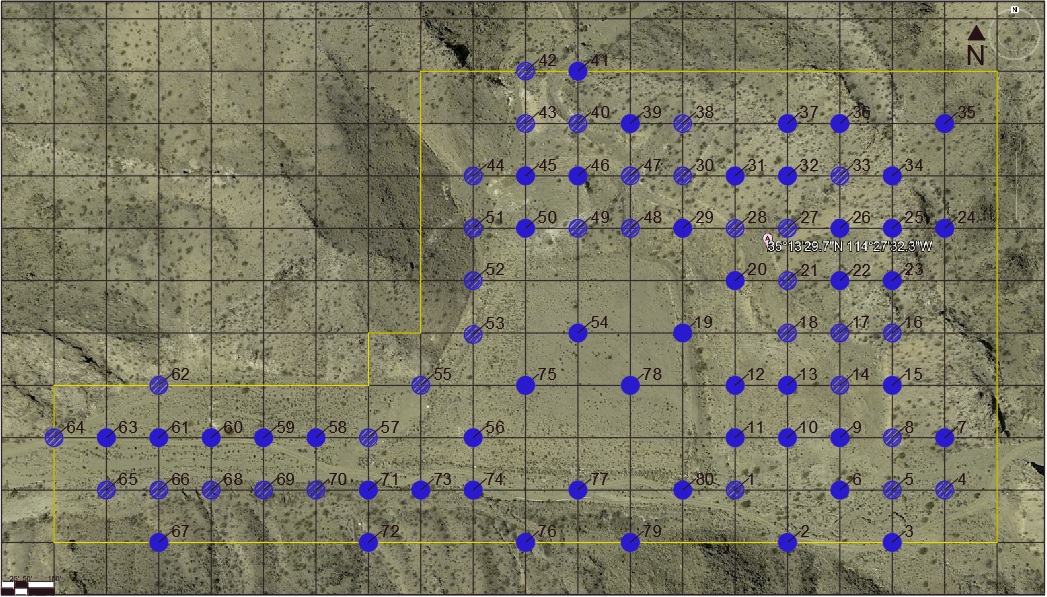 N
N
42 41
43 40 39 38 37 36 35
44 45 46 47 30 31 32 33 34
51 50 49 48 29 28 27 26 25 24
35°13'29.7"N 114°27'32.3"W
52 20 21 22 23
53 54 19 18 17 16
62 55 75 78 12 13 14 15
64 63 61 60 59 58 57 56 11 10 9 8 7
65 66 68 69 70 71 73 74 77 80 1 6 5 4
67 72 76 79 2 3